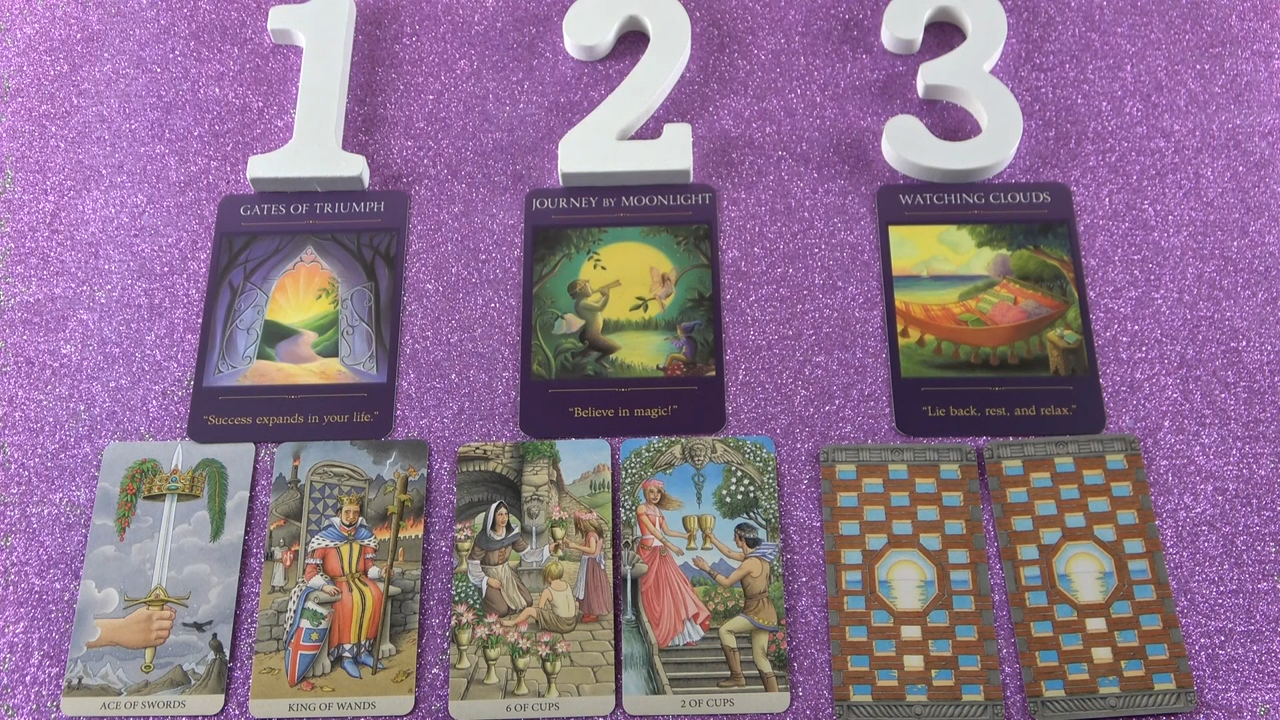 1
2
3
GATES OF TRIUMPH
JOURNEY BY MOONLIGHT
WATCHING CLOUDS
“Success expands in your life.”
“Believe in magic!”
“Lie back, rest, and relax.”
ACE OF SWORDS
KING OF WANDS
6 OF CUPS
2 OF CUPS